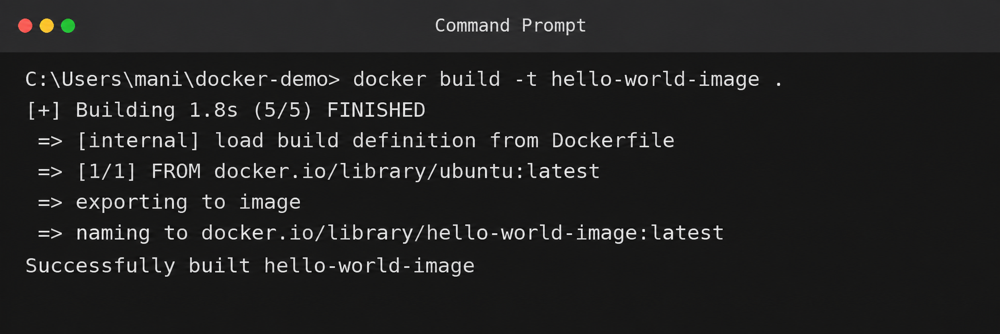 Command Prompt
C:\Users\mani\docker-demo> docker build -t hello-world-image .
[+] Building 1.8s (5/5) FINISHED
 => [internal] load build definition from Dockerfile
 => [1/1] FROM docker.io/library/ubuntu:latest
 => exporting to image
 => naming to docker.io/library/hello-world-image:latest
Successfully built hello-world-image